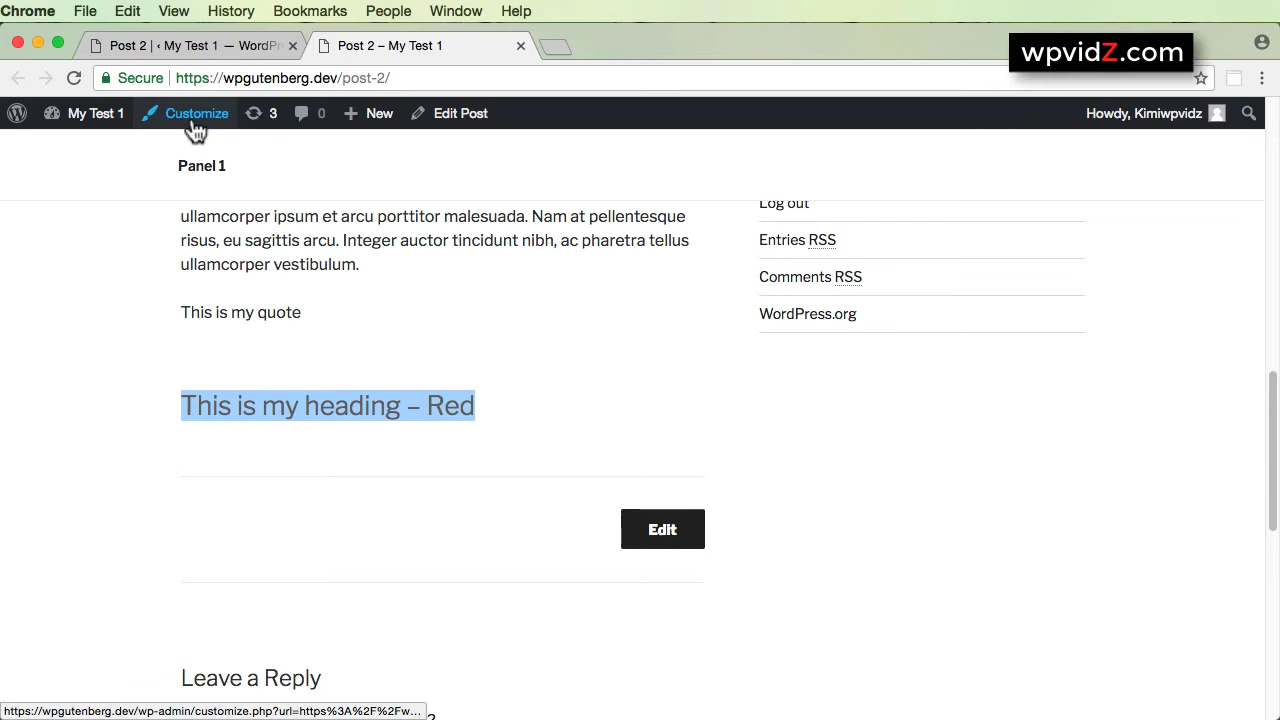 Chrome File Edit View History Bookmarks People Window Help
Post 2 | ‹ My Test 1 — WordPr
Post 2 – My Test 1
wpvidZ.com
Secure https://wpgutenberg.dev/post-2/
My Test 1 Customize 3 0 New Edit Post Howdy, Kimiwpvidz
Panel 1
ullamcorper ipsum et arcu porttitor malesuada. Nam at pellentesque
risus, eu sagittis arcu. Integer auctor tincidunt nibh, ac pharetra tellus
ullamcorper vestibulum.
This is my quote
This is my heading – Red
Edit
Leave a Reply
Log out
Entries RSS
Comments RSS
WordPress.org
https://wpgutenberg.dev/wp-admin/customize.php?url=https%3A%2F%2Fw...